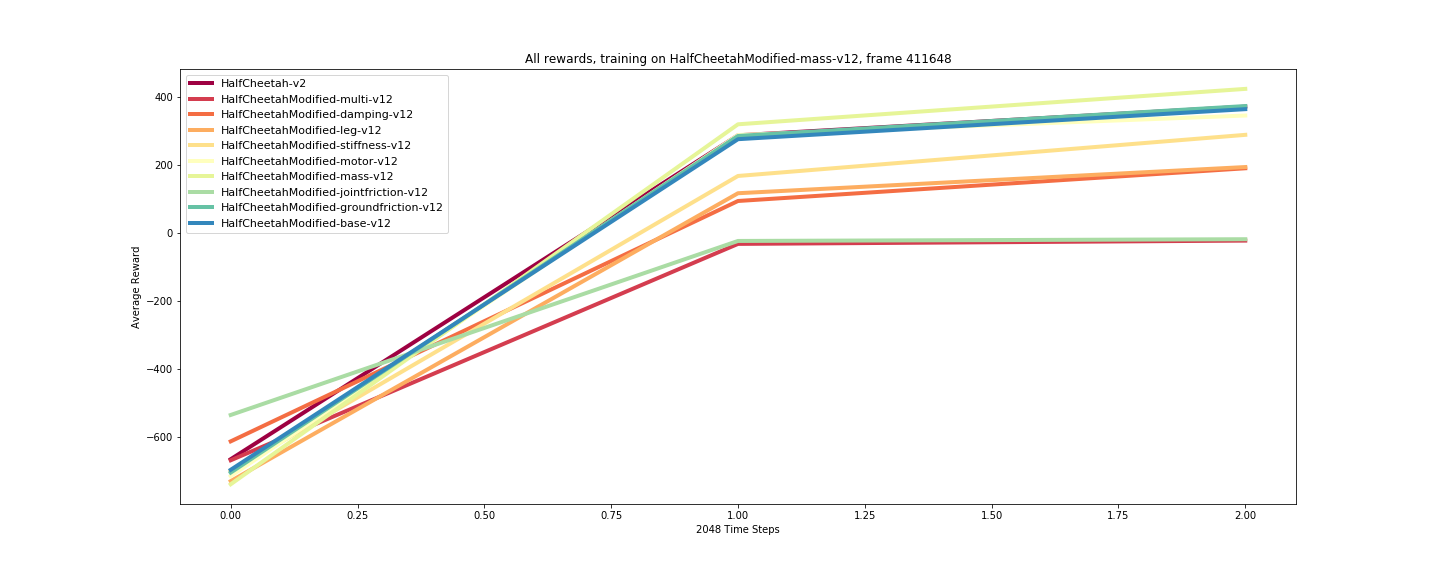 All rewards, training on HalfCheetahModified-mass-v12, frame 411648
HalfCheetah-v2
HalfCheetahModified-multi-v12
HalfCheetahModified-damping-v12
HalfCheetahModified-leg-v12
HalfCheetahModified-stiffness-v12
HalfCheetahModified-motor-v12
HalfCheetahModified-mass-v12
HalfCheetahModified-jointfriction-v12
HalfCheetahModified-groundfriction-v12
HalfCheetahModified-base-v12
Average Reward
400
200
0
−200
−400
−600
0.00 0.25 0.50 0.75 1.00 1.25 1.50 1.75 2.00
2048 Time Steps